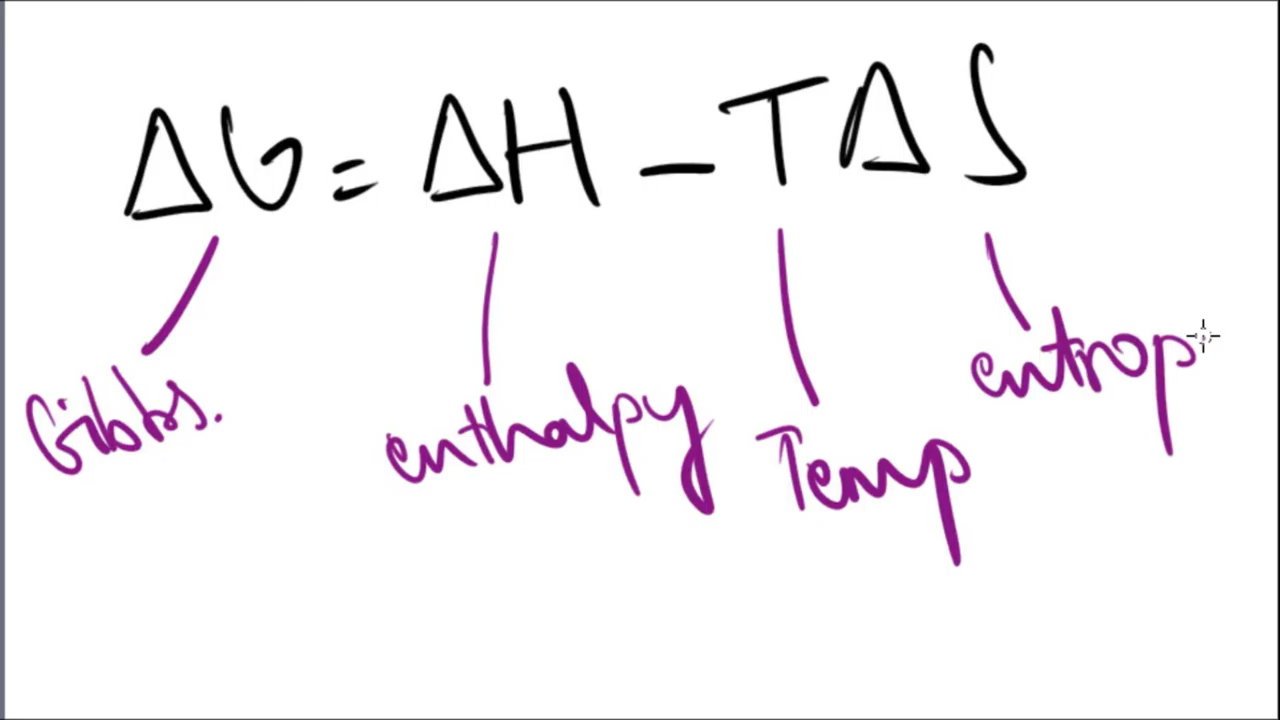 ΔG = ΔH - TΔS
Gibbs. enthalpy Temp entrop